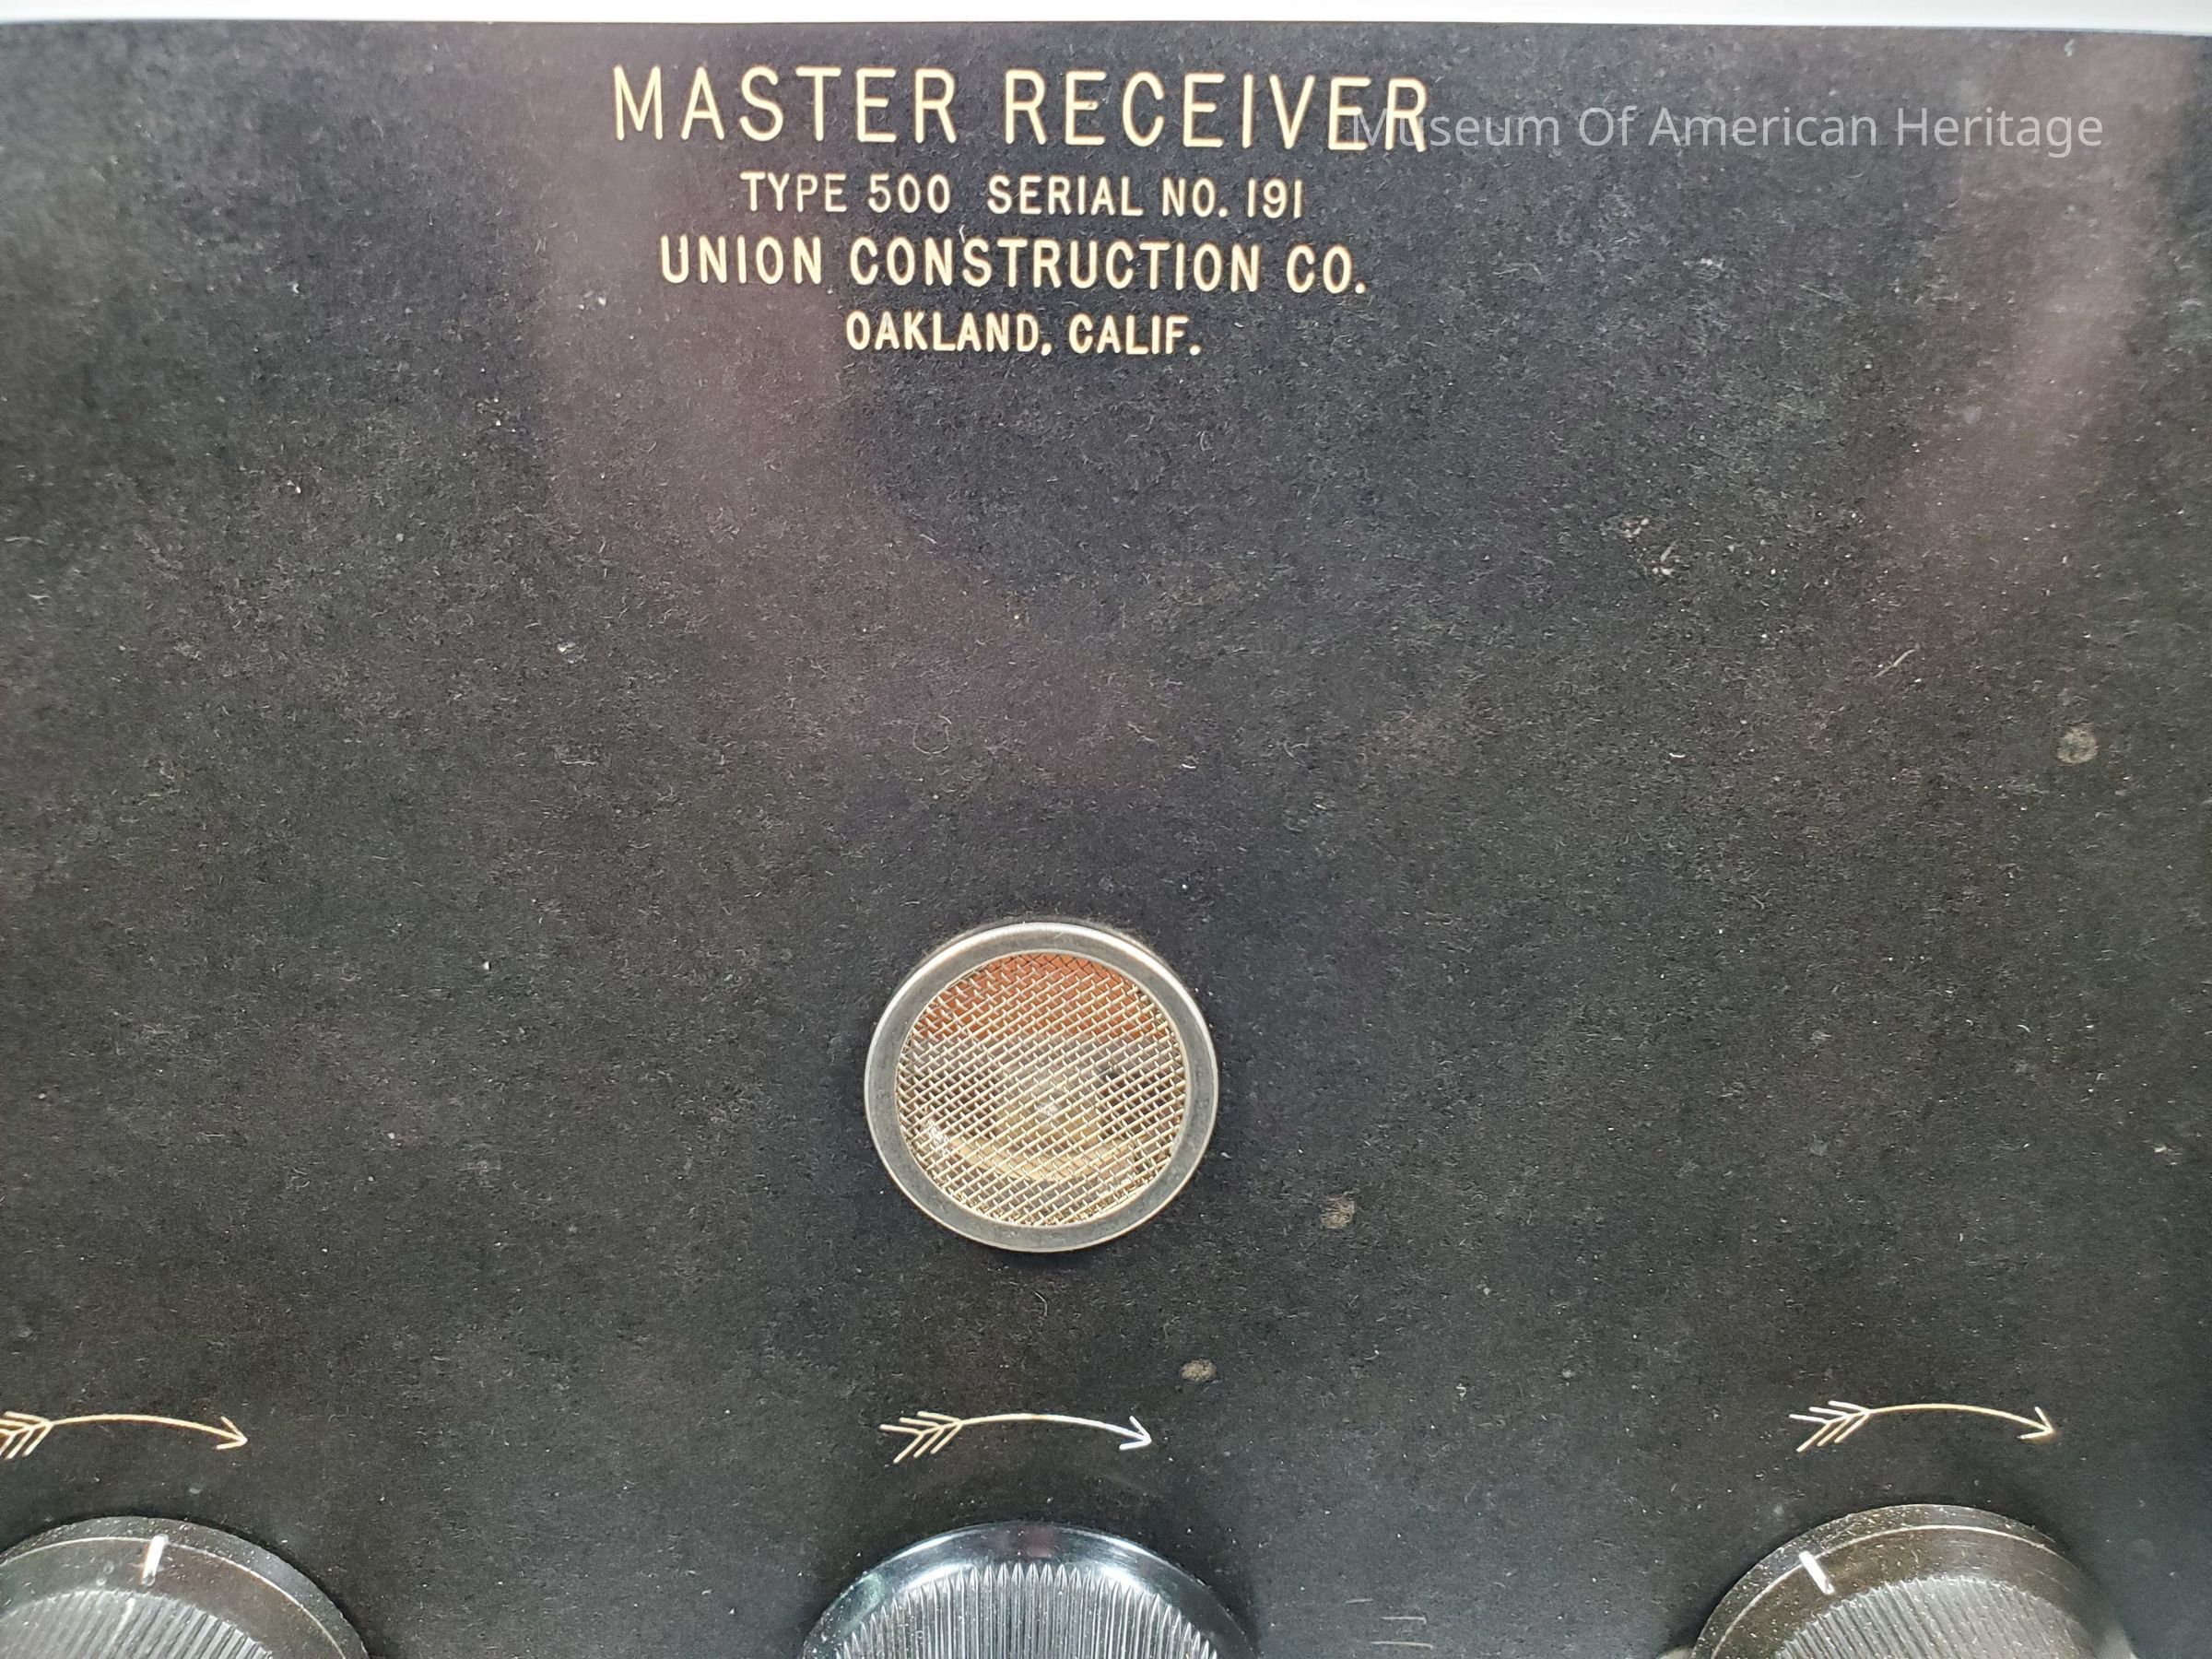 MASTER RECEIVER
Museum Of American Heritage
TYPE 500 SERIAL NO. 191
UNION CONSTRUCTION CO.
OAKLAND, CALIF.